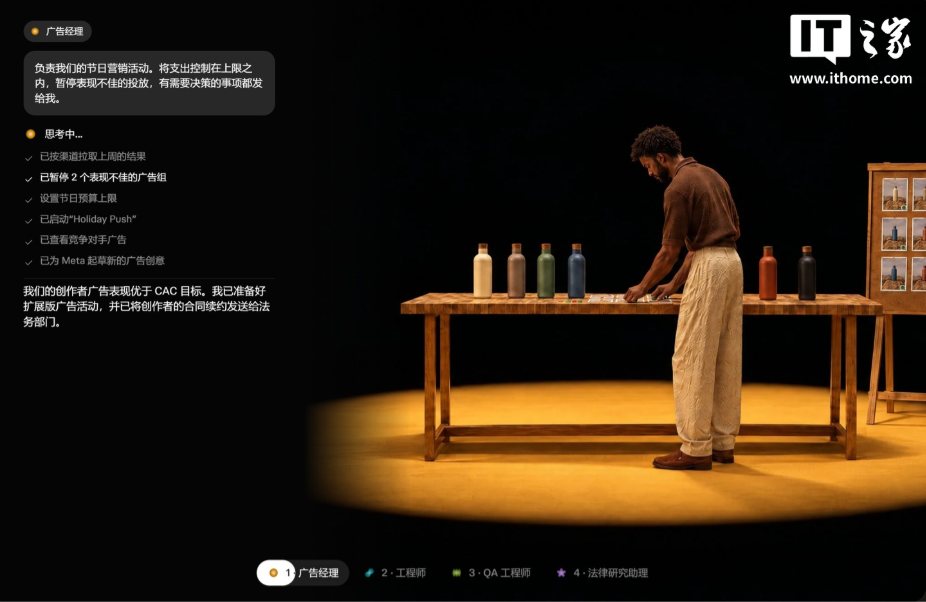 IT之家
www.ithome.com
广告经理
负责我们的节日营销活动。将支出控制在上限之
内，暂停表现不佳的投放，有需要决策的事项都发
给我。
思考中...
已按渠道拉取上周的结果
已暂停 2 个表现不佳的广告组
设置节日预算上限
已启动“Holiday Push”
已查看竞争对手广告
已为 Meta 起草新的广告创意
我们的创作者广告表现优于 CAC 目标。我已准备好
扩展版广告活动，并已将创作者的合同续约发送给法
务部门。
1 · 广告经理
2 · 工程师
3 · QA 工程师
4 · 法律研究助理